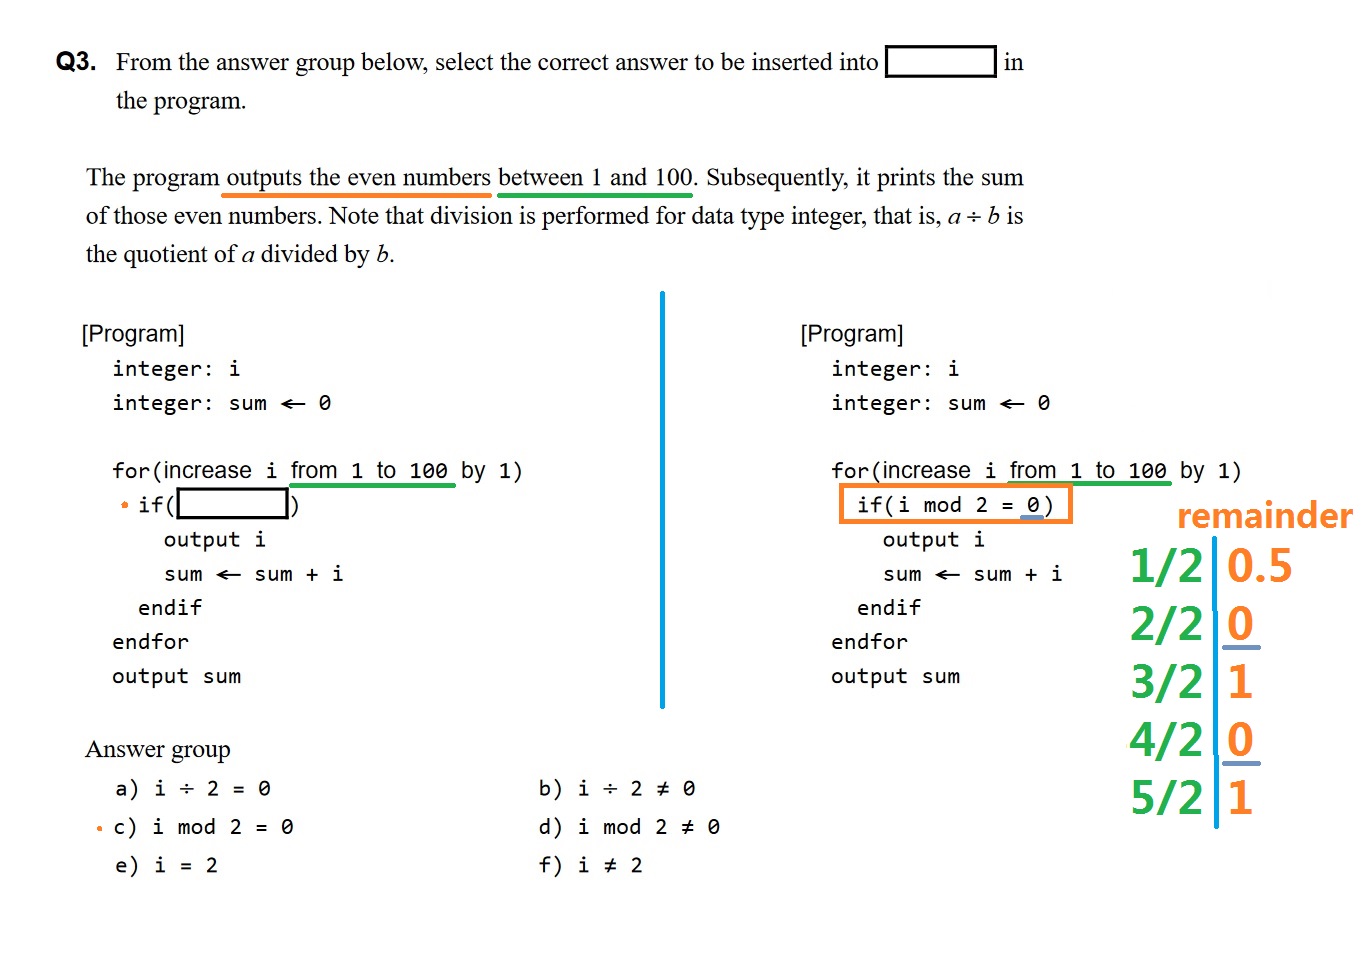 Q3. From the answer group below, select the correct answer to be inserted into in
the program.
The program outputs the even numbers between 1 and 100. Subsequently, it prints the sum
of those even numbers. Note that division is performed for data type integer, that is, a ÷ b is
the quotient of a divided by b.
[Program]
integer: i
integer: sum ← 0
for(increase i from 1 to 100 by 1)
if( )
output i
sum ← sum + i
endif
endfor
output sum
[Program]
integer: i
integer: sum ← 0
for(increase i from 1 to 100 by 1)
if(i mod 2 = 0)
output i
sum ← sum + i
endif
endfor
output sum
remainder
1/2 0.5
2/2 0
3/2 1
4/2 0
5/2 1
Answer group
a) i ÷ 2 = 0
b) i ÷ 2 ≠ 0
c) i mod 2 = 0
d) i mod 2 ≠ 0
e) i = 2
f) i ≠ 2